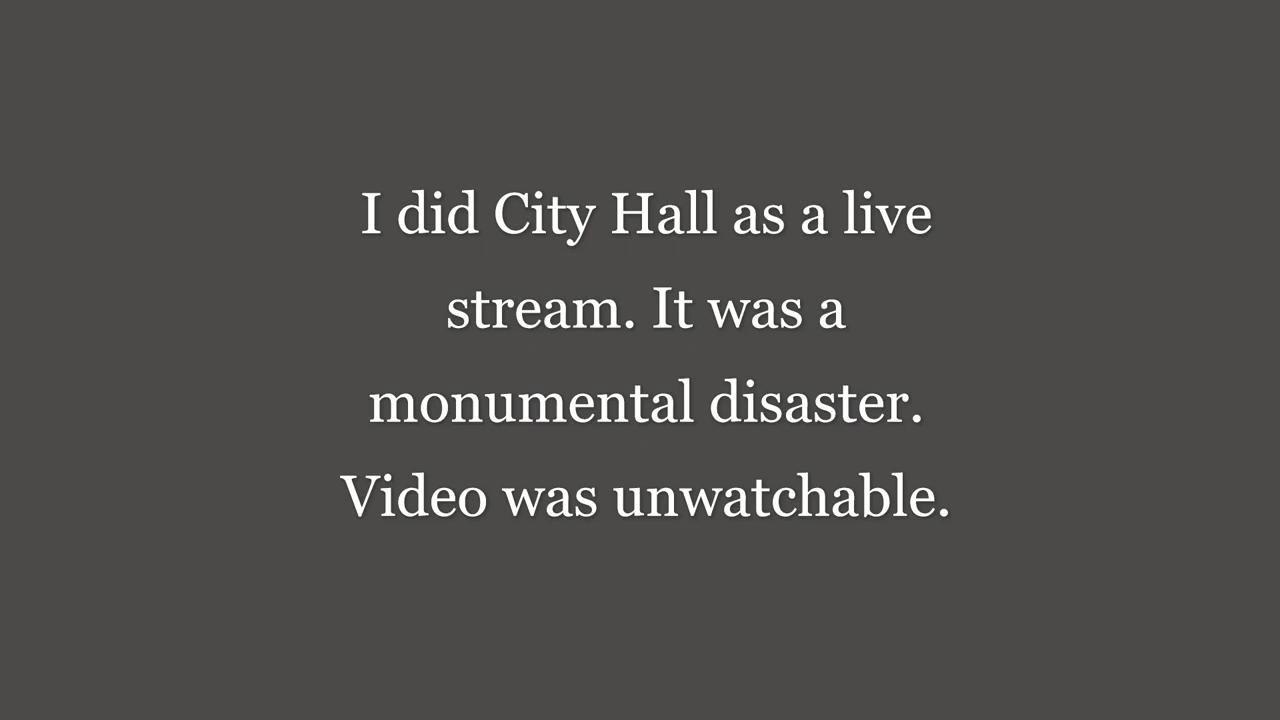 I did City Hall as a live
stream. It was a
monumental disaster.
Video was unwatchable.